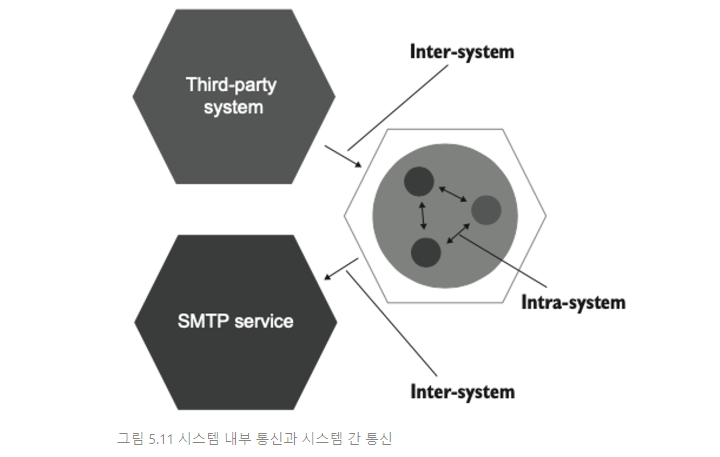 Inter-system
Third-party
system
SMTP service
Intra-system
Inter-system
그림 5.11 시스템 내부 통신과 시스템 간 통신